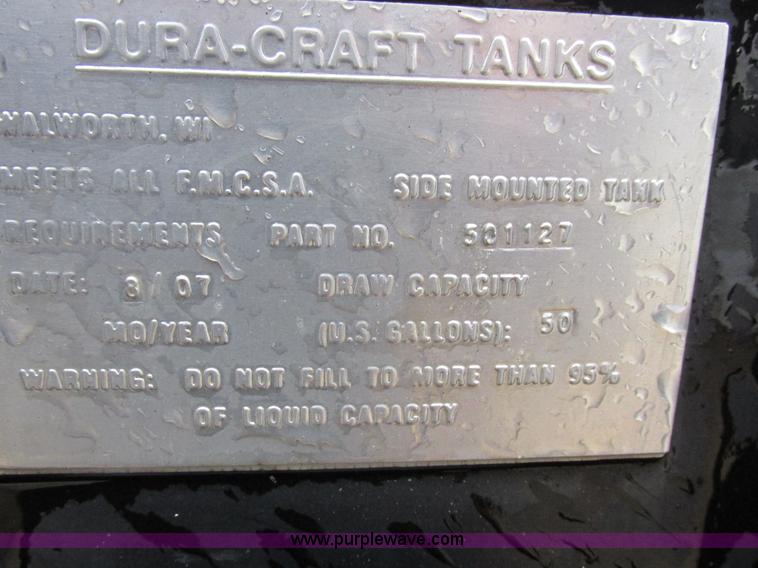 DURA-CRAFT TANKS
WALWORTH, WI
MEETS ALL F.M.C.S.A. SIDE MOUNTED TANK
REQUIREMENTS PART NO. 501127
DATE: 8/07 DRAW CAPACITY
MO/YEAR (U.S. GALLONS): 50
WARNING: DO NOT FILL TO MORE THAN 95%
OF LIQUID CAPACITY
www.purplewave.com